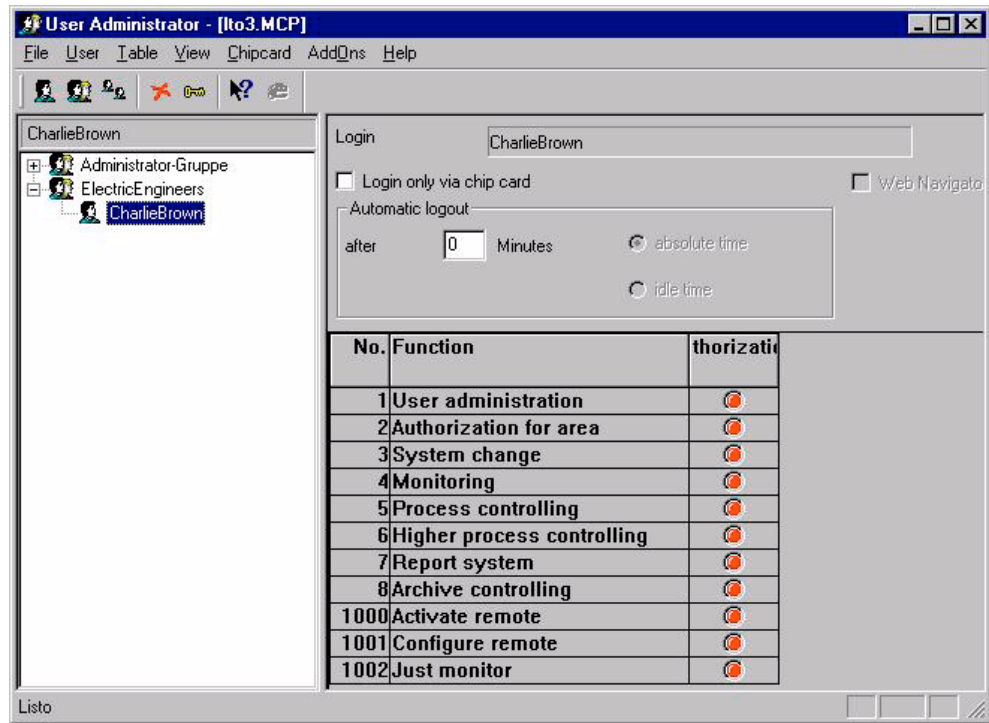 User Administrator - [lto3.MCP]
File User Table View Chipcard AddOns Help
CharlieBrown
Administrator-Gruppe
ElectricEngineers
CharlieBrown
Login CharlieBrown
Login only via chip card
Web Navigato
Automatic logout
after 0 Minutes absolute time
idle time
No. Function thorizatio
1 User administration
2 Authorization for area
3 System change
4 Monitoring
5 Process controlling
6 Higher process controlling
7 Report system
8 Archive controlling
1000 Activate remote
1001 Configure remote
1002 Just monitor
Listo